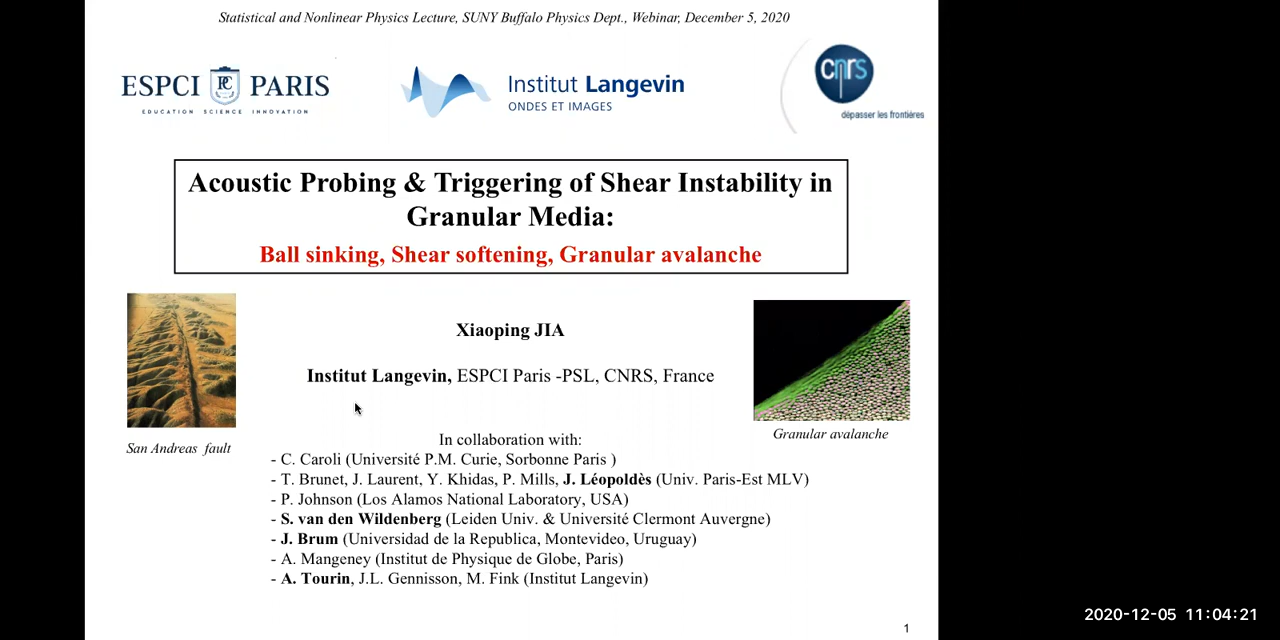 Statistical and Nonlinear Physics Lecture, SUNY Buffalo Physics Dept., Webinar, December 5, 2020
ESPCI PC PARIS
EDUCATION SCIENCE INNOVATION
Institut Langevin
ONDES ET IMAGES
cnrs
dépasser les frontières
Acoustic Probing & Triggering of Shear Instability in
Granular Media:
Ball sinking, Shear softening, Granular avalanche
Xiaoping JIA
Institut Langevin, ESPCI Paris -PSL, CNRS, France
San Andreas fault
Granular avalanche
In collaboration with:
- C. Caroli (Université P.M. Curie, Sorbonne Paris )
- T. Brunet, J. Laurent, Y. Khidas, P. Mills, J. Léopoldès (Univ. Paris-Est MLV)
- P. Johnson (Los Alamos National Laboratory, USA)
- S. van den Wildenberg (Leiden Univ. & Université Clermont Auvergne)
- J. Brum (Universidad de la Republica, Montevideo, Uruguay)
- A. Mangeney (Institut de Physique de Globe, Paris)
- A. Tourin, J.L. Gennisson, M. Fink (Institut Langevin)
1
2020-12-05 11:04:21